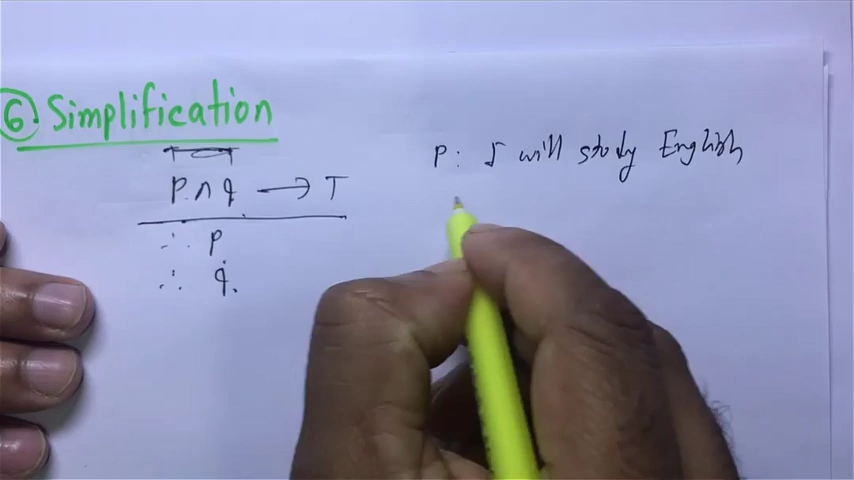 ⑥ Simplification
P ∧ q → T
∴ P
∴ q.
P : I will study English